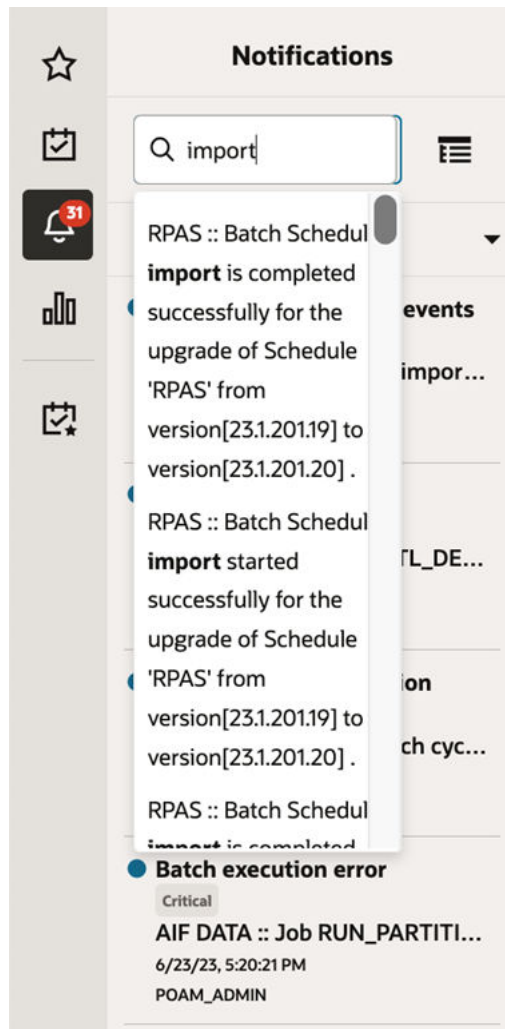 Notifications
import
31
RPAS :: Batch Schedul
import is completed
successfully for the
upgrade of Schedule
'RPAS' from
version[23.1.201.19] to
version[23.1.201.20] .
RPAS :: Batch Schedul
import started
successfully for the
upgrade of Schedule
'RPAS' from
version[23.1.201.19] to
version[23.1.201.20] .
RPAS :: Batch Schedul
import is completed
events
impor...
TL_DE...
ion
ch cyc...
Batch execution error
Critical
AIF DATA :: Job RUN_PARTITI...
6/23/23, 5:20:21 PM
POAM_ADMIN